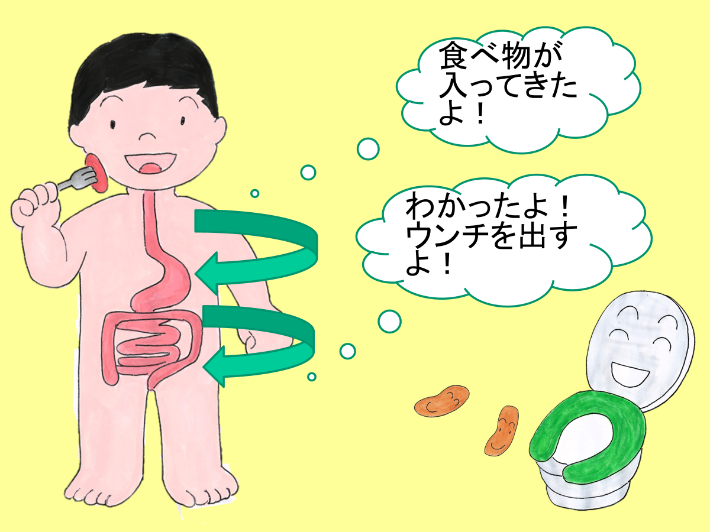 食べ物が
入ってきた
よ！
わかったよ！
ウンチを出す
よ！